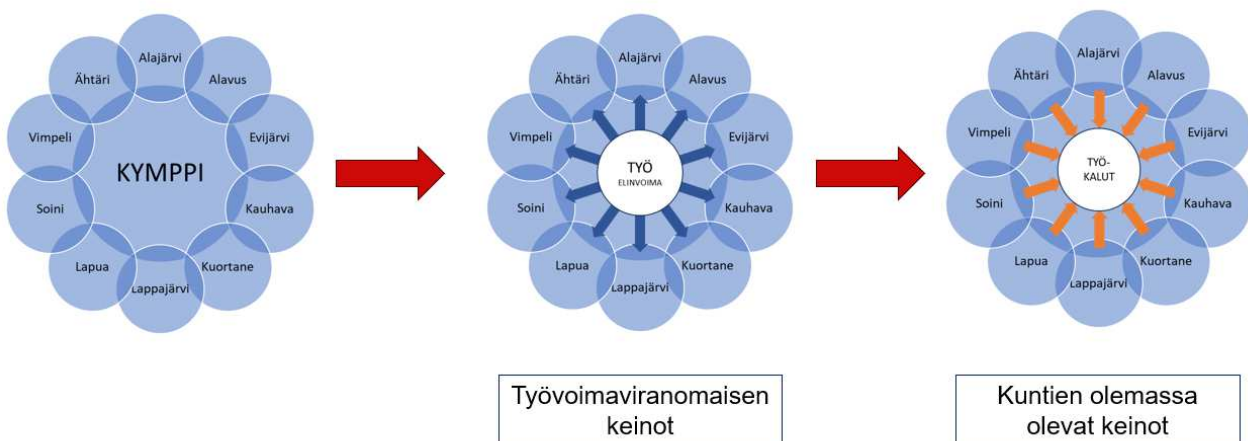 Alajärvi
Alavus
Evijärvi
Kauhava
Kuortane
Lappajärvi
Lapua
Soini
Vimpeli
Ähtäri
KYMPPI
Alajärvi
Alavus
Evijärvi
Kauhava
Kuortane
Lappajärvi
Lapua
Soini
Vimpeli
Ähtäri
TYÖ
ELINVOIMA
Alajärvi
Alavus
Evijärvi
Kauhava
Kuortane
Lappajärvi
Lapua
Soini
Vimpeli
Ähtäri
TYÖ-
KALUT
Työvoimaviranomaisen
keinot
Kuntien olemassa
olevat keinot